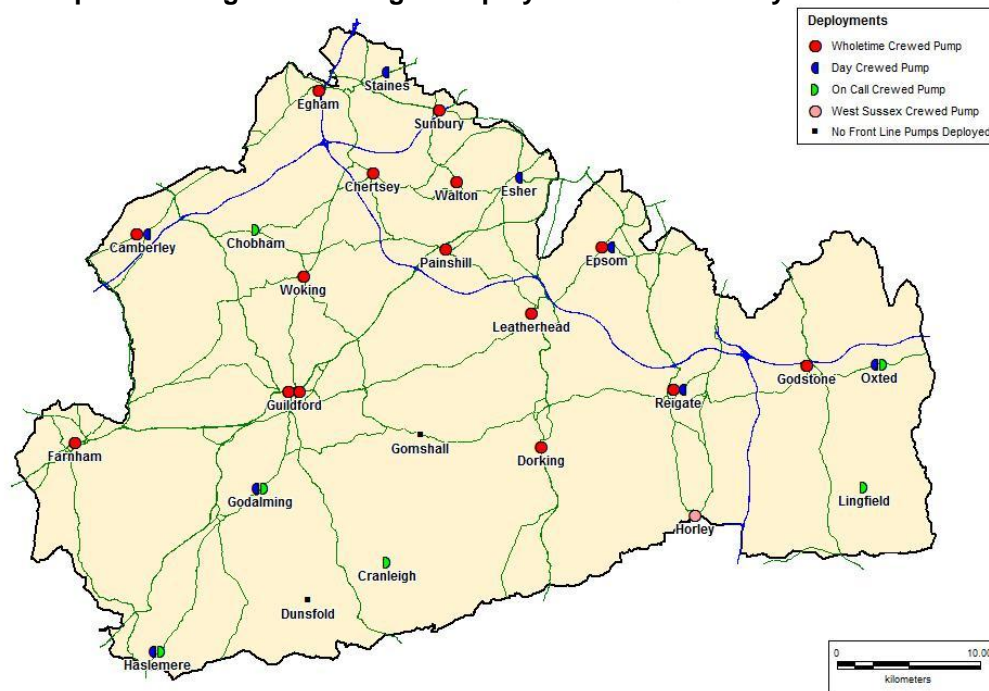 Deployments
Wholetime Crewed Pump
Day Crewed Pump
On Call Crewed Pump
West Sussex Crewed Pump
No Front Line Pumps Deployed
Staines
Egham
Sunbury
Chertsey
Walton
Esher
Camberley
Chobham
Painshill
Epsom
Woking
Leatherhead
Godstone
Oxted
Guildford
Reigate
Gomshall
Dorking
Farnham
Godalming
Lingfield
Horley
Cranleigh
Dunsfold
Haslemere
0 10.00
kilometers